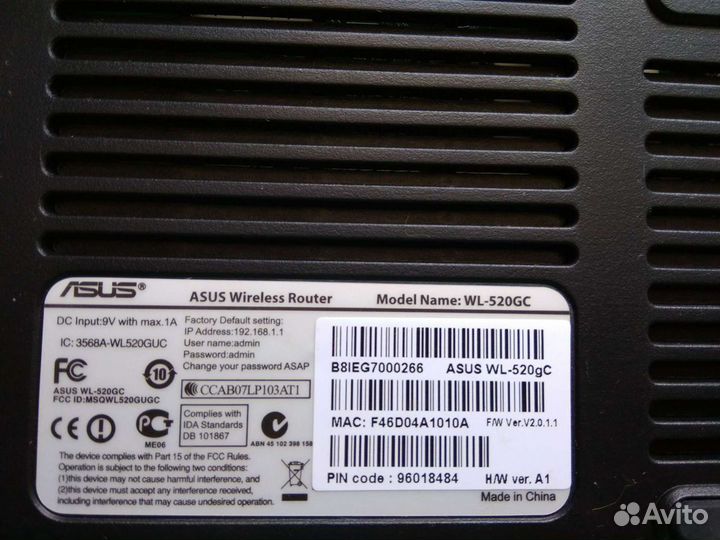 ASUS®
ASUS Wireless Router
Model Name: WL-520GC
DC Input:9V with max.1A
IC: 3568A-WL520GUC
FC
ASUS WL-520GC
FCC ID:MSQWL520GUGC
10
Factory Default setting:
IP Address:192.168.1.1
User name:admin
Password:admin
Change your password ASAP
CCAB07LP103AT1
CE
ME06
Complies with
IDA Standards
DB 101867
N
ABN 45 102 398 158
The device complies with Part 15 of the FCC Rules.
Operation is subject to the following two conditions:
(1)this device may not cause harmful interference, and
(2)this device must accept any interference received,
including interference that may cause undesired operation.
B8IEG7000266
ASUS WL-520gC
MAC: F46D04A1010A
F/W Ver.V2.0.1.1
PIN code : 96018484
H/W ver. A1
Made in China
Avito